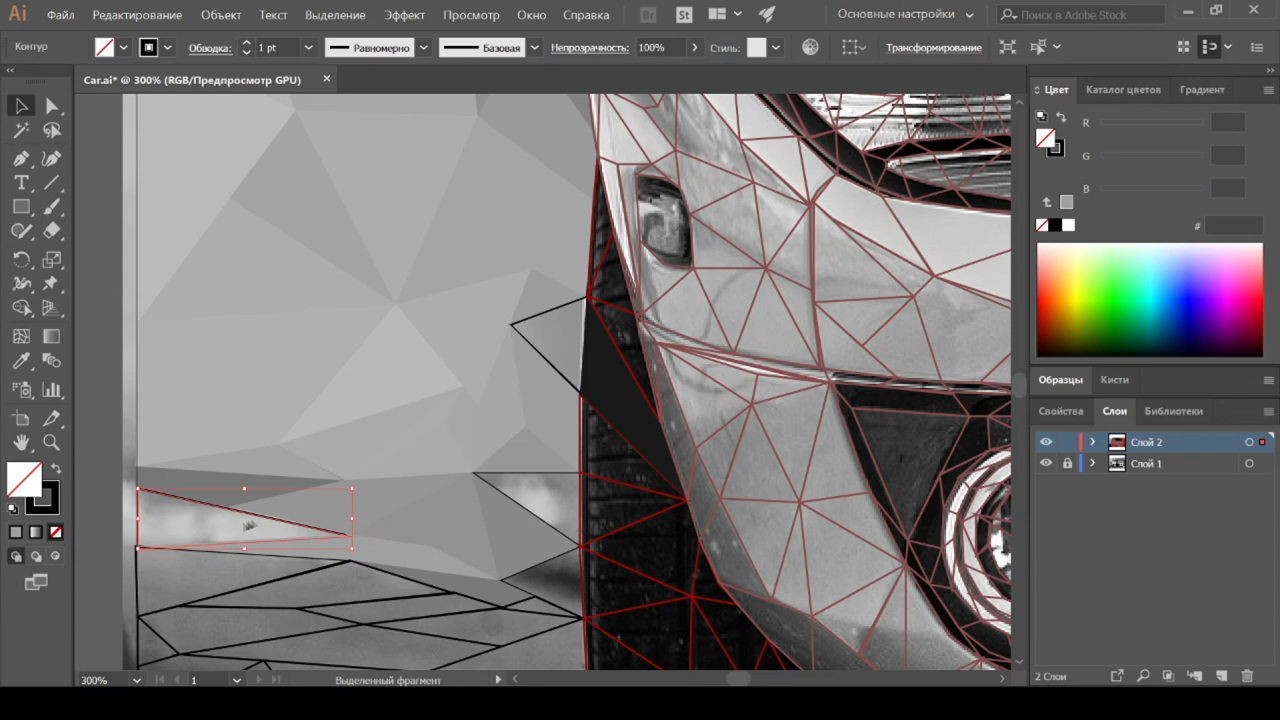 Ai Файл Редактирование Объект Текст Выделение Эффект Просмотр Окно Справка Br St Основные настройки Поиск в Adobe Stock
Контур Обводка: 1 pt Равномерно Базовая Непрозрачность: 100% Стиль: Трансформирование
Car.ai* @ 300% (RGB/Предпросмотр GPU) ×
Цвет Каталог цветов Градиент
R
G
B
#
Образцы Кисти
Свойства Слои Библиотеки
Слой 2
Слой 1
300% 1 Выделенный фрагмент 2 Слои